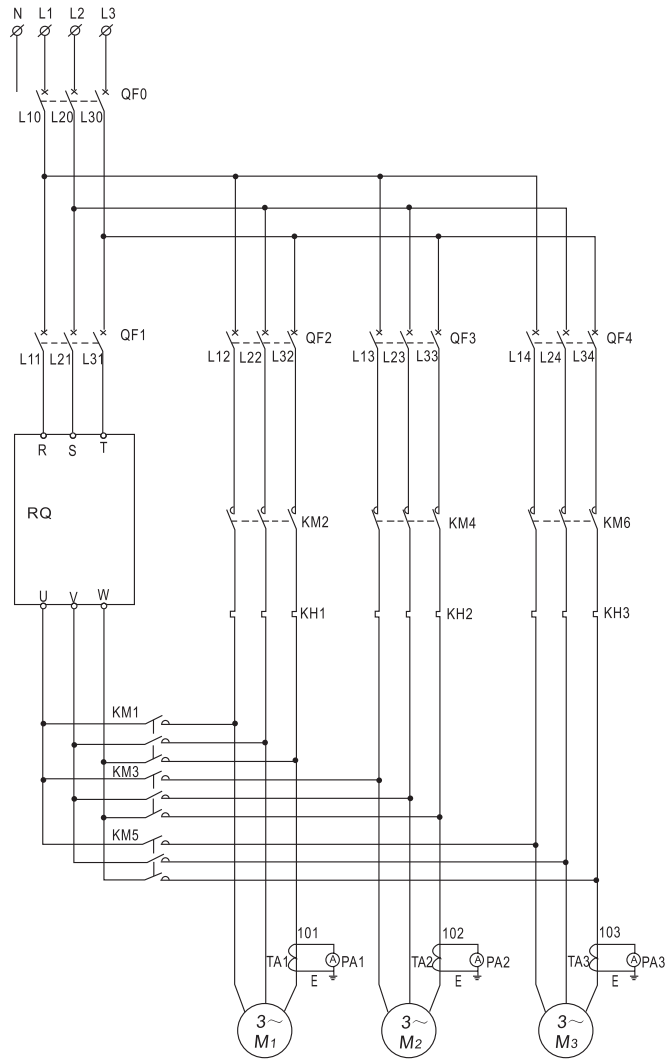 N L1 L2 L3
QF0
L10 L20 L30
QF1 QF2 QF3 QF4
L11 L21 L31 L12 L22 L32 L13 L23 L33 L14 L24 L34
R S T
RQ KM2 KM4 KM6
U V W
KH1 KH2 KH3
KM1
KM3
KM5
101 102 103
TA1 A PA1 TA2 A PA2 TA3 A PA3
E E E
3~ 3~ 3~
M1 M2 M3